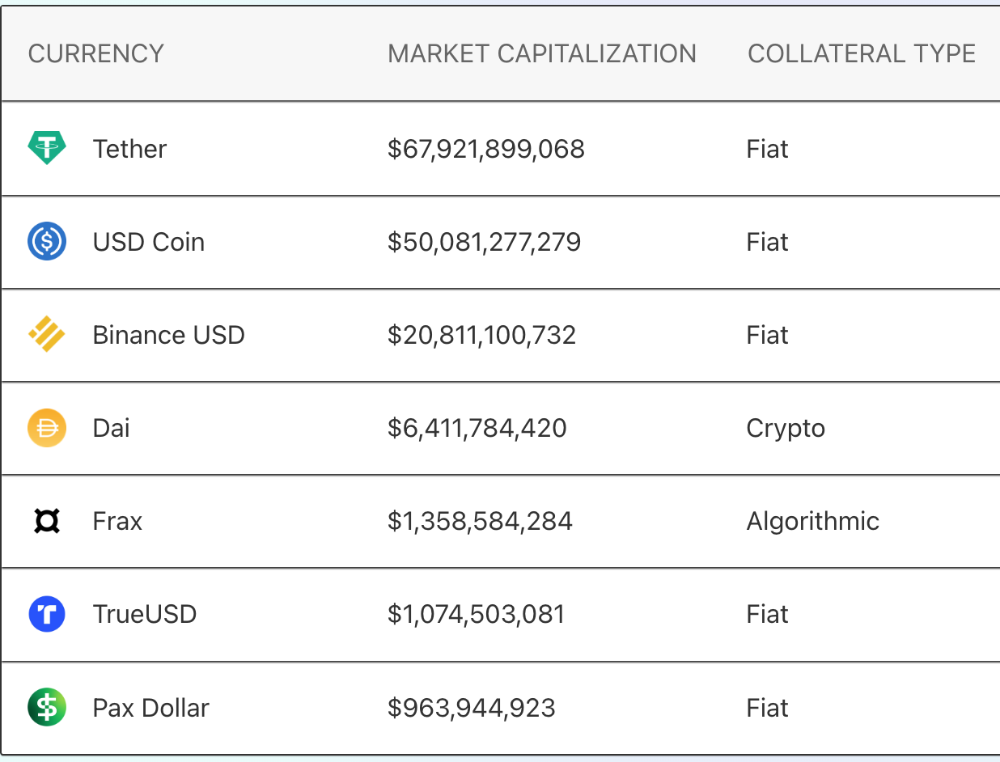 CURRENCY MARKET CAPITALIZATION COLLATERAL TYPE
Tether $67,921,899,068 Fiat
USD Coin $50,081,277,279 Fiat
Binance USD $20,811,100,732 Fiat
Dai $6,411,784,420 Crypto
Frax $1,358,584,284 Algorithmic
TrueUSD $1,074,503,081 Fiat
Pax Dollar $963,944,923 Fiat